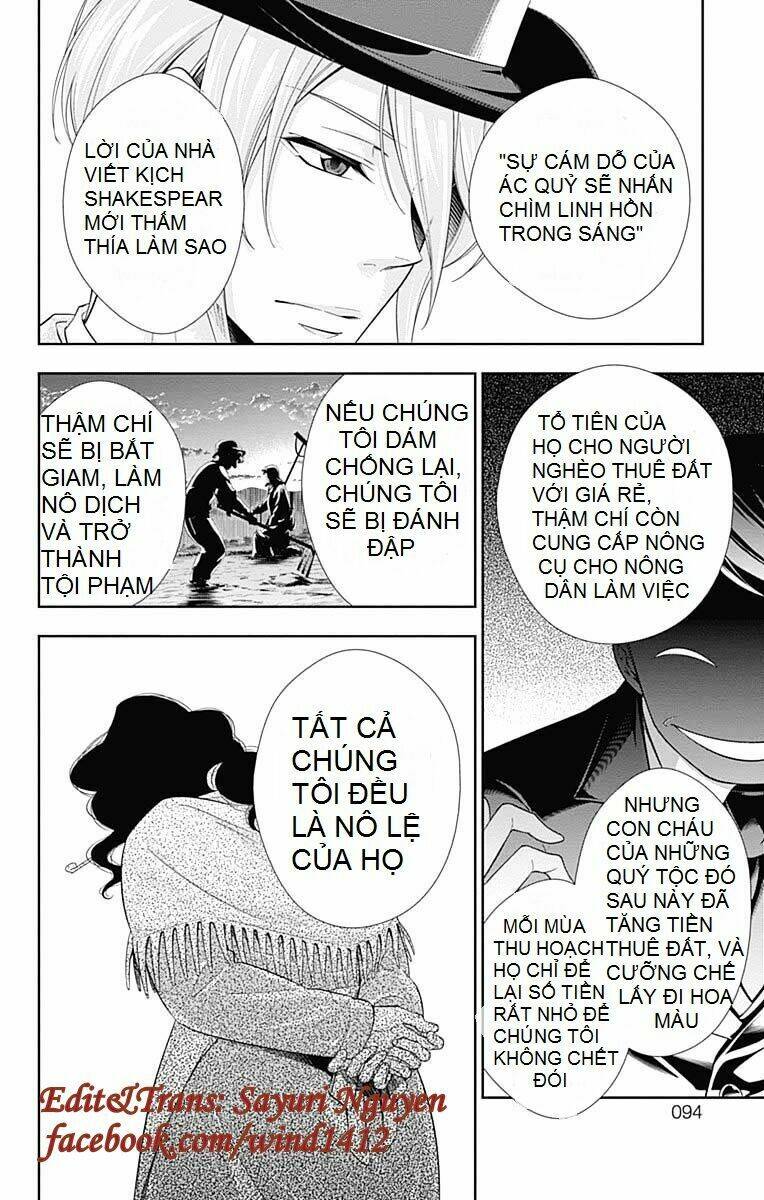 "SỰ CÁM DỖ CỦA
ÁC QUỶ SẼ NHẤN
CHÌM LINH HỒN
TRONG SÁNG"
LỜI CỦA NHÀ
VIẾT KỊCH
SHAKESPEAR
MỚI THẤM
THÍA LÀM SAO
TỔ TIÊN CỦA
HỌ CHO NGƯỜI
NGHÈO THUÊ ĐẤT
VỚI GIÁ RẺ,
THẬM CHÍ CÒN
CUNG CẤP NÔNG
CỤ CHO NÔNG
DÂN LÀM VIỆC
NHƯNG
CON CHÁU
CỦA NHỮNG
QUÝ TỘC ĐÓ
SAU NÀY ĐÃ
TĂNG TIỀN
THUÊ ĐẤT, VÀ
CƯỠNG CHẾ
LẤY ĐI HOA
MÀU
MỖI MÙA
THU HOẠCH
HỌ CHỈ ĐỂ
LẠI SỐ TIỀN
RẤT NHỎ ĐỂ
CHÚNG TÔI
KHÔNG CHẾT
ĐÓI
NẾU CHÚNG
TÔI DÁM
CHỐNG LẠI,
CHÚNG TÔI
SẼ BỊ ĐÁNH
ĐẬP
THẬM CHÍ
SẼ BỊ BẮT
GIAM, LÀM
NÔ DỊCH
VÀ TRỞ
THÀNH
TỘI PHẠM
TẤT CẢ
CHÚNG
TÔI ĐỀU
LÀ NÔ LỆ
CỦA HỌ
Edit&Trans: Sayuri Nguyen
facebook.com/wind1412
094